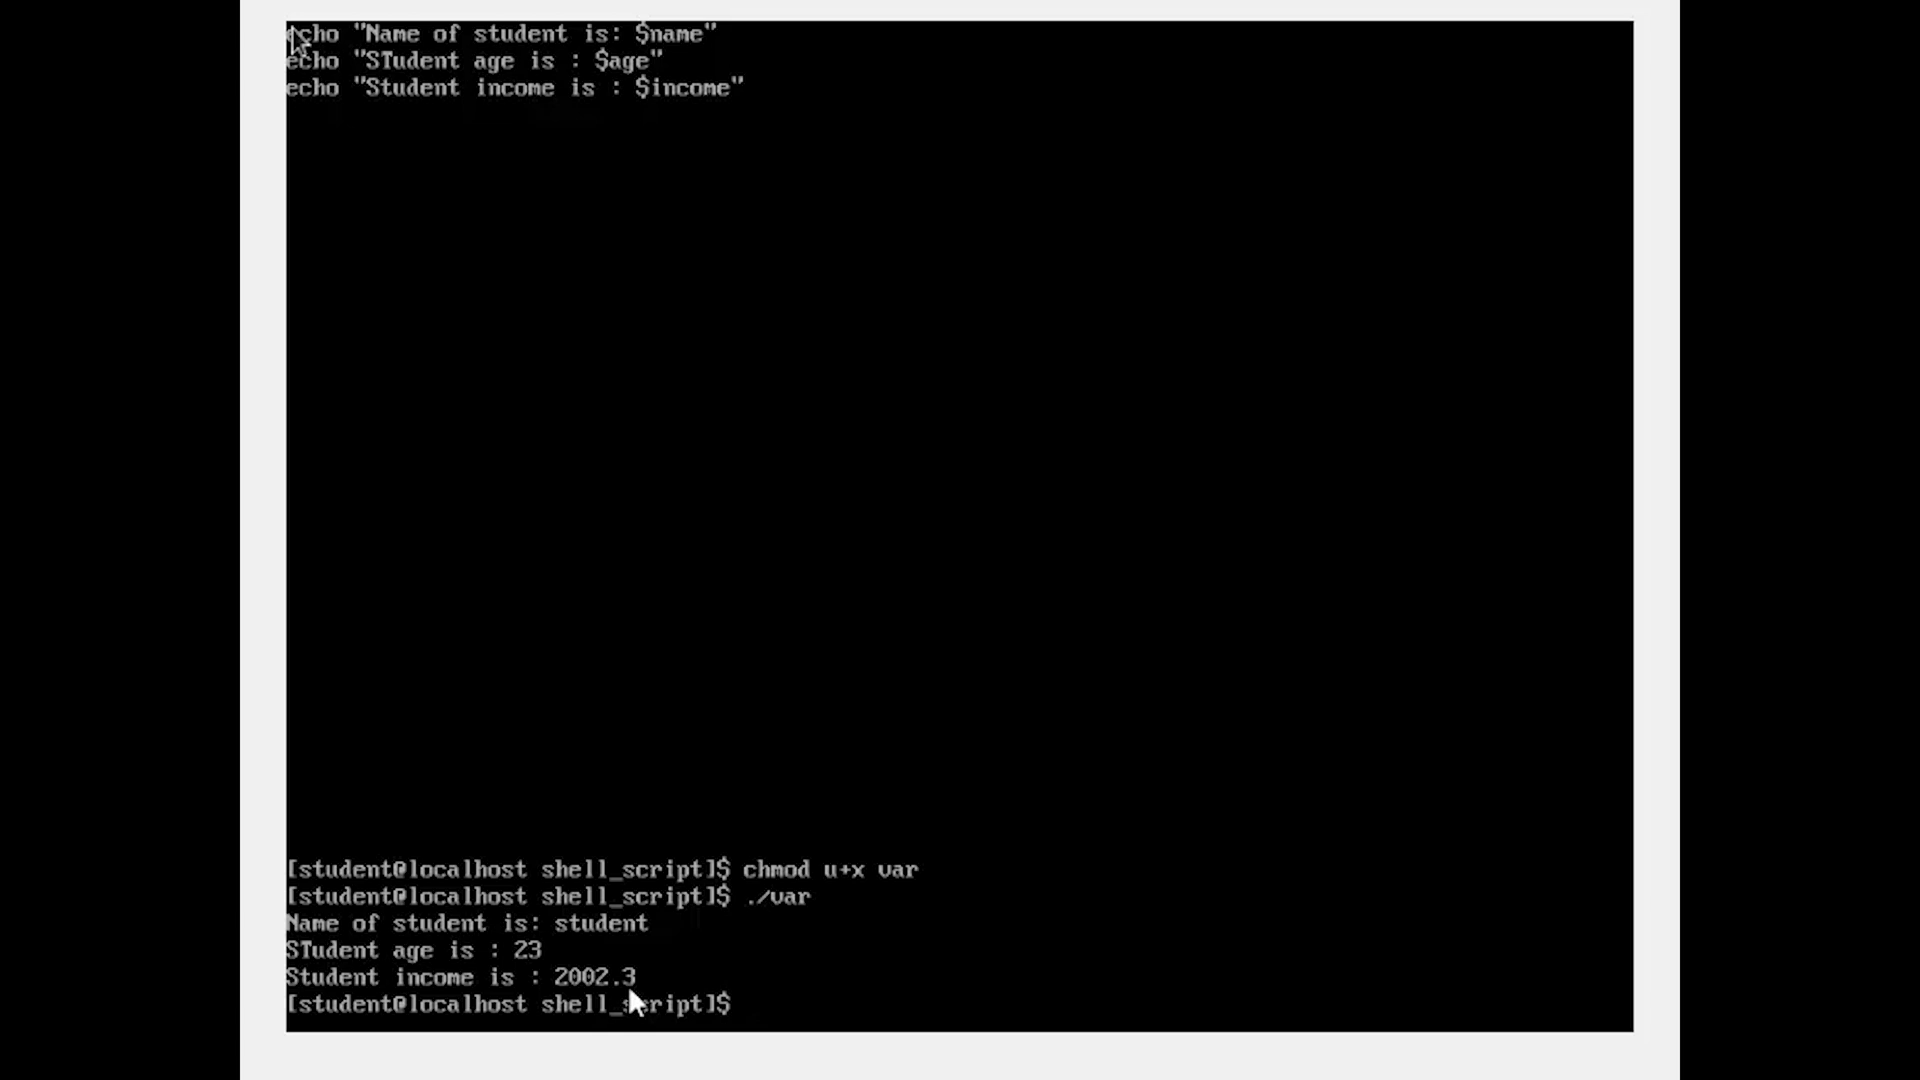 echo "Name of student is: $name"
echo "STudent age is : $age"
echo "Student income is : $income"
[student@localhost shell_script]$ chmod u+x var
[student@localhost shell_script]$ ./var
Name of student is: student
STudent age is : 23
Student income is : 2002.3
[student@localhost shell_script]$